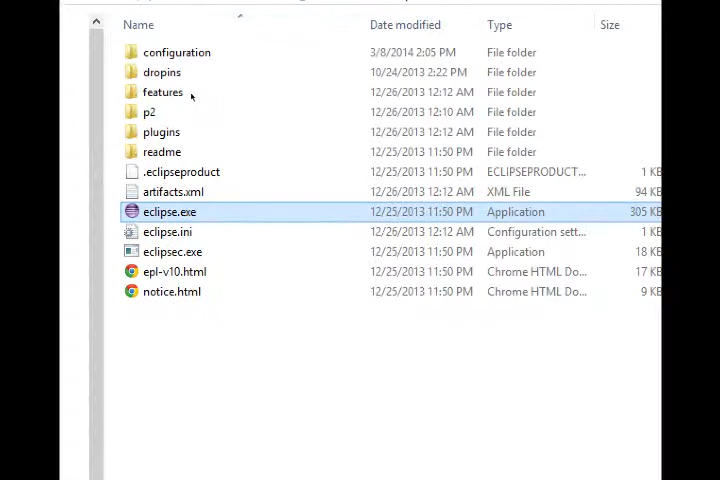 Name Date modified Type Size
configuration 3/8/2014 2:05 PM File folder
dropins 10/24/2013 2:22 PM File folder
features 12/26/2013 12:12 AM File folder
p2 12/26/2013 12:10 AM File folder
plugins 12/26/2013 12:12 AM File folder
readme 12/25/2013 11:50 PM File folder
.eclipseproduct 12/25/2013 11:50 PM ECLIPSEPRODUCT... 1 KB
artifacts.xml 12/26/2013 12:12 AM XML File 94 KB
eclipse.exe 12/25/2013 11:50 PM Application 305 KB
eclipse.ini 12/26/2013 12:12 AM Configuration sett... 1 KB
eclipsec.exe 12/25/2013 11:50 PM Application 18 KB
epl-v10.html 12/25/2013 11:50 PM Chrome HTML Do... 17 KB
notice.html 12/25/2013 11:50 PM Chrome HTML Do... 9 KB